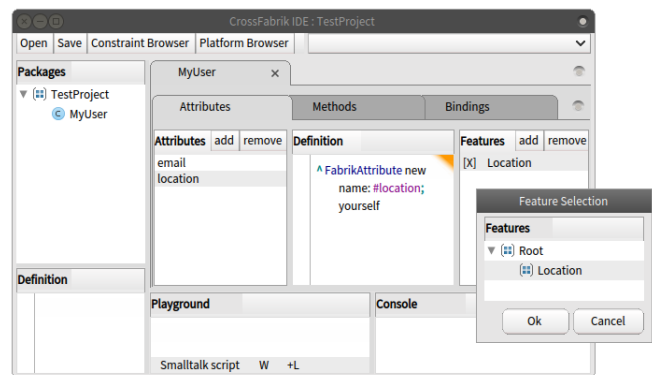 CrossFabrik IDE : TestProject
Open Save Constraint Browser Platform Browser
Packages
TestProject
C MyUser
MyUser ×
Attributes Methods Bindings
Attributes add remove
email
location
Definition
^ FabrikAttribute new
name: #location;
yourself
Features add remove
[X] Location
Feature Selection
Features
Root
Location
Ok Cancel
Definition
Playground
Smalltalk script W +L
Console